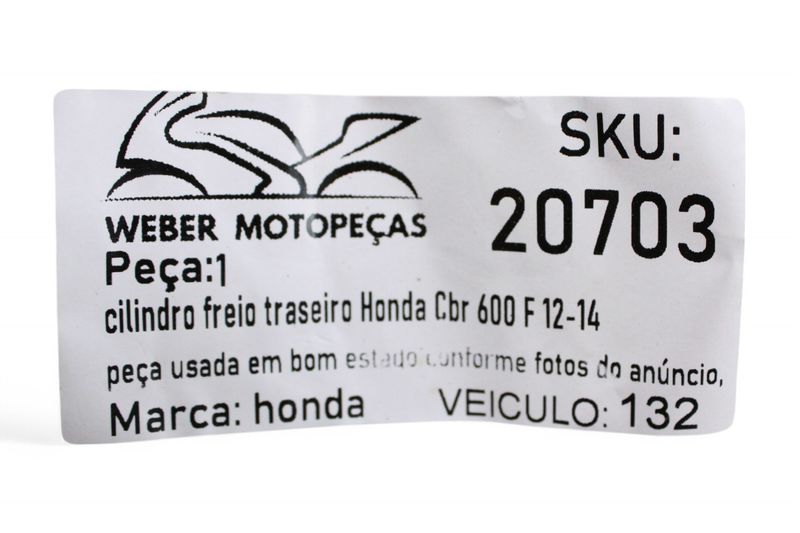 SKU:
20703
WEBER MOTOPEÇAS
Peça:1
cilindro freio traseiro Honda Cbr 600 F 12-14
peça usada em bom estado conforme fotos do anúncio,
Marca: honda VEICULO: 132